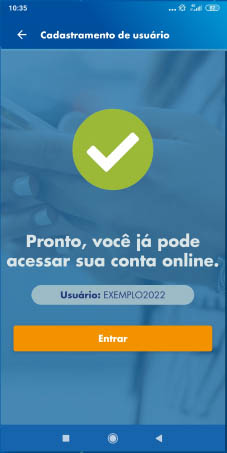 10:35
Cadastramento de usuário
Pronto, você já pode
acessar sua conta online.
Usuário: EXEMPLO2022
Entrar